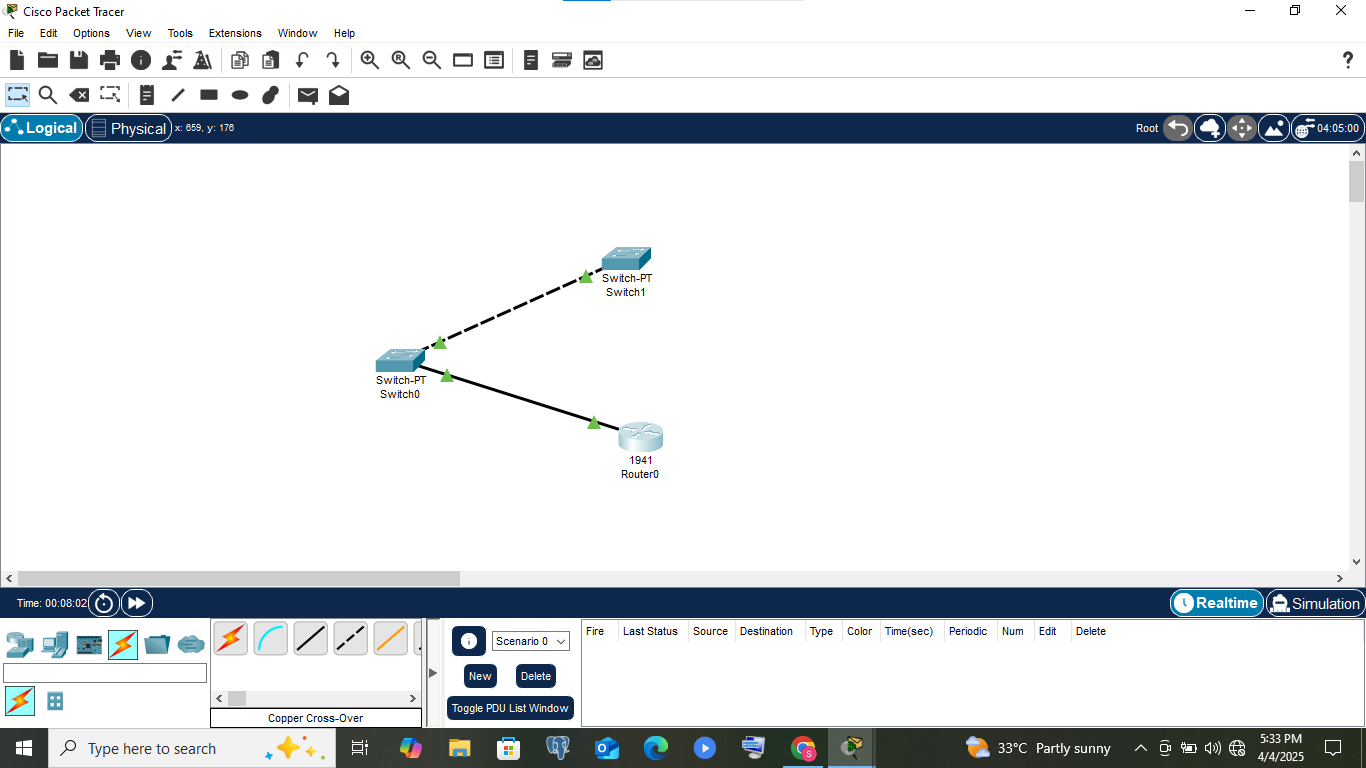 Cisco Packet Tracer
File Edit Options View Tools Extensions Window Help
Logical Physical x: 659, y: 176 Root 04:05:00
Switch-PT
Switch1
Switch-PT
Switch0
1941
Router0
Time: 00:08:02 Realtime Simulation
Scenario 0
New Delete
Toggle PDU List Window
Fire Last Status Source Destination Type Color Time(sec) Periodic Num Edit Delete
Copper Cross-Over
Type here to search
33°C Partly sunny
5:33 PM
4/4/2025